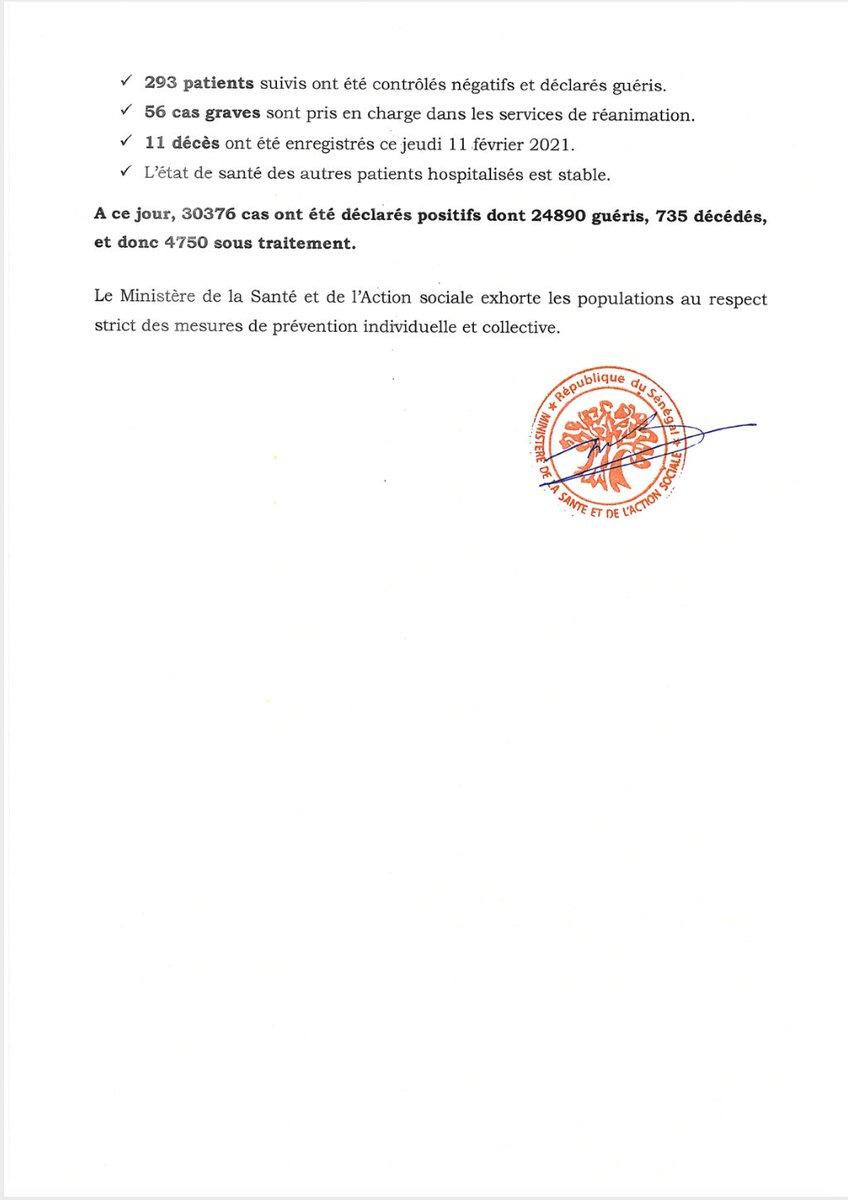 ✓ 293 patients suivis ont été contrôlés négatifs et déclarés guéris.
✓ 56 cas graves sont pris en charge dans les services de réanimation.
✓ 11 décès ont été enregistrés ce jeudi 11 février 2021.
✓ L'état de santé des autres patients hospitalisés est stable.
A ce jour, 30376 cas ont été déclarés positifs dont 24890 guéris, 735 décédés,
et donc 4750 sous traitement.
Le Ministère de la Santé et de l'Action sociale exhorte les populations au respect
strict des mesures de prévention individuelle et collective.
★ République du Sénégal ★
MINISTERE DE LA SANTE ET DE L'ACTION SOCIALE